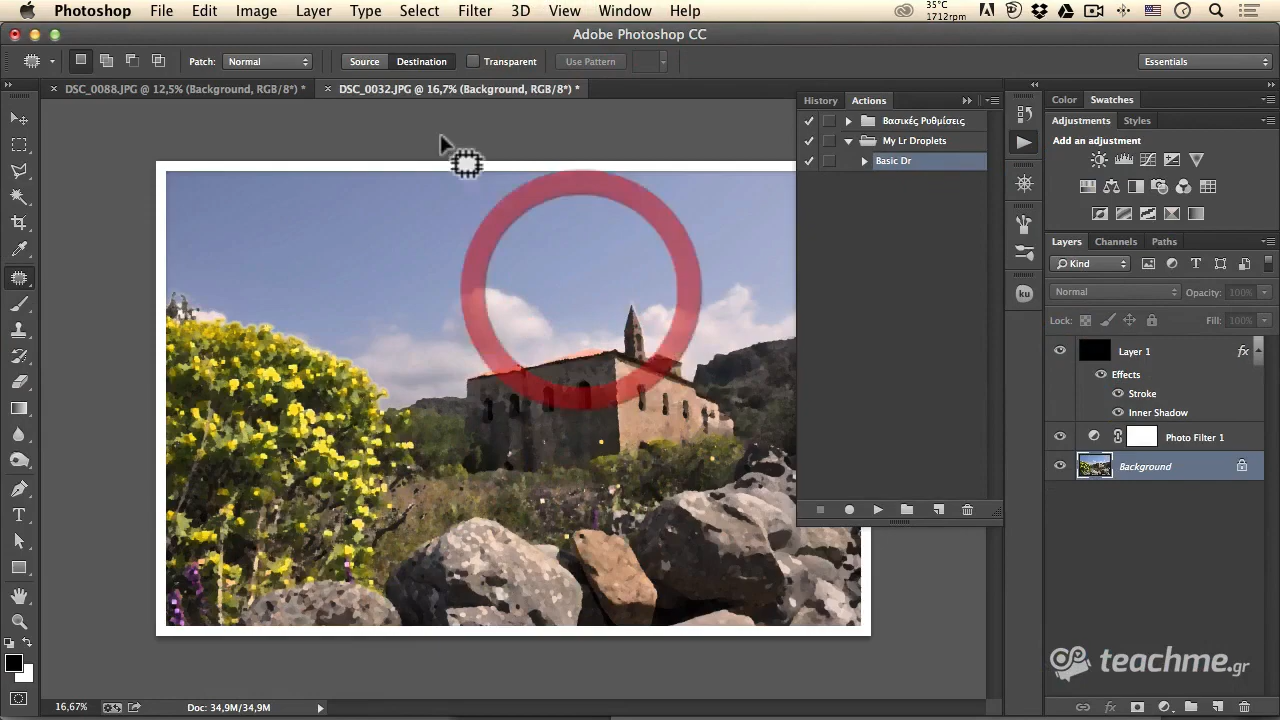 Photoshop File Edit Image Layer Type Select Filter 3D View Window Help 35°C
1712rpm
Adobe Photoshop CC
Patch: Normal Source Destination Transparent Use Pattern Essentials
DSC_0088.JPG @ 12,5% (Background, RGB/8*) * DSC_0032.JPG @ 16,7% (Background, RGB/8*) *
History Actions
Color Swatches
Βασικές Ρυθμίσεις
Adjustments Styles
My Lr Droplets
Add an adjustment
Basic Dr
Layers Channels Paths
Kind
Normal Opacity: 100%
Lock: Fill: 100%
Layer 1 fx
Effects
Stroke
Inner Shadow
Photo Filter 1
Background
ku
teachme.gr
16,67% Doc: 34,9M/34,9M
fx